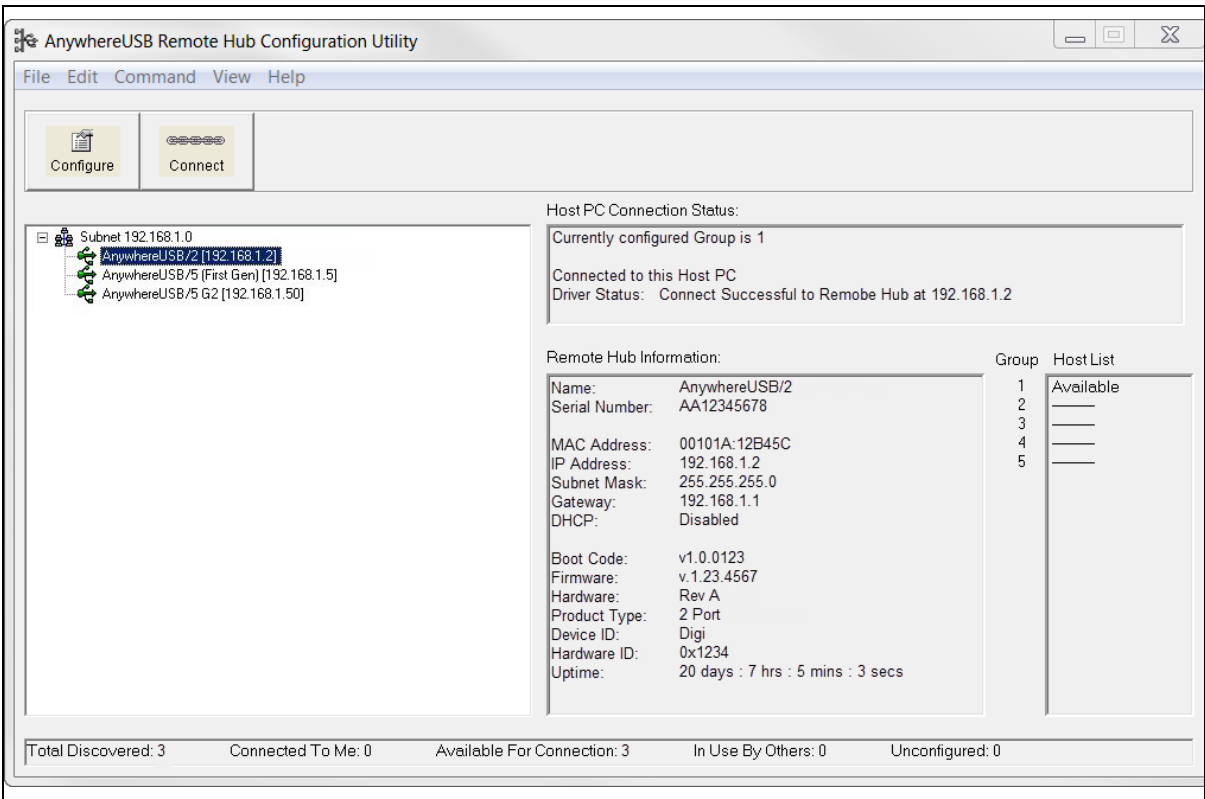 AnywhereUSB Remote Hub Configuration Utility
File Edit Command View Help
Configure
Connect
Subnet 192.168.1.0
AnywhereUSB/2 [192.168.1.2]
AnywhereUSB/5 (First Gen) [192.168.1.5]
AnywhereUSB/5 G2 [192.168.1.50]
Host PC Connection Status:
Currently configured Group is 1
Connected to this Host PC
Driver Status: Connect Successful to Remobe Hub at 192.168.1.2
Remote Hub Information:
Name: AnywhereUSB/2
Serial Number: AA12345678
MAC Address: 00101A:12B45C
IP Address: 192.168.1.2
Subnet Mask: 255.255.255.0
Gateway: 192.168.1.1
DHCP: Disabled
Boot Code: v1.0.0123
Firmware: v.1.23.4567
Hardware: Rev A
Product Type: 2 Port
Device ID: Digi
Hardware ID: 0x1234
Uptime: 20 days : 7 hrs : 5 mins : 3 secs
Group Host List
1 Available
2
3
4
5
Total Discovered: 3 Connected To Me: 0 Available For Connection: 3 In Use By Others: 0 Unconfigured: 0